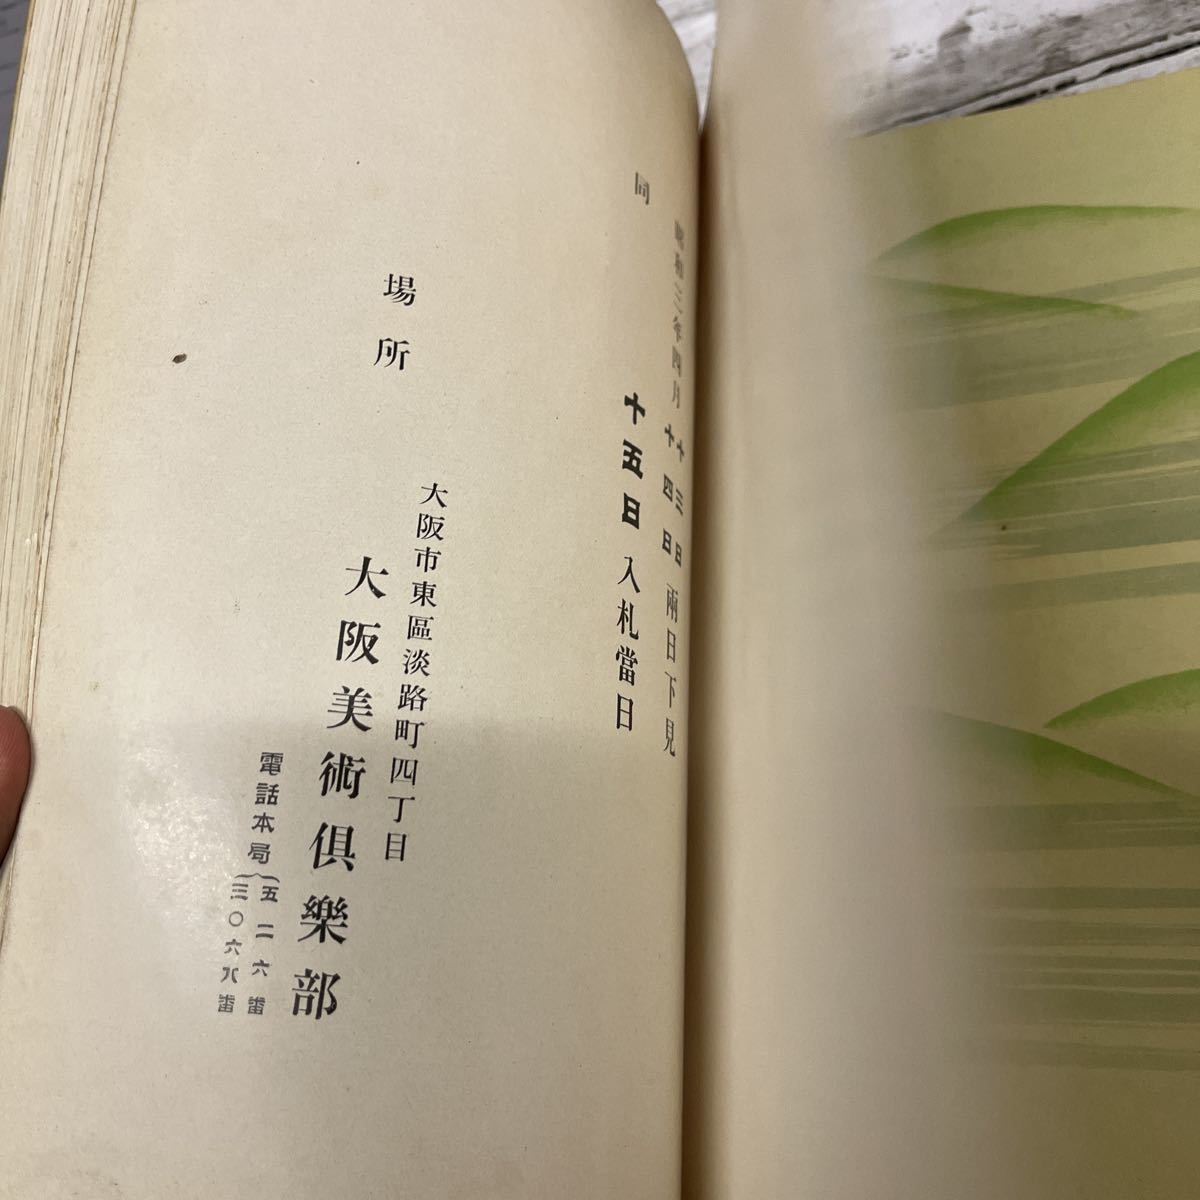 昭和三年四月
十三日
十四日
兩日下見
同
十五日入札當日
場所
大阪市東區淡路町四丁目
大阪美術倶樂部
電話本局
五二六番
三〇六八番